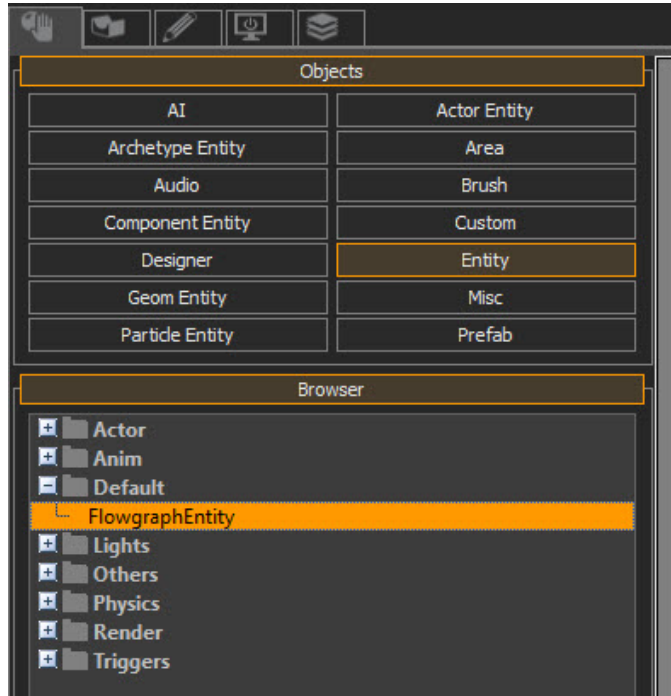 Objects
AI Actor Entity
Archetype Entity Area
Audio Brush
Component Entity Custom
Designer Entity
Geom Entity Misc
Particle Entity Prefab
Browser
Actor
Anim
Default
FlowgraphEntity
Lights
Others
Physics
Render
Triggers